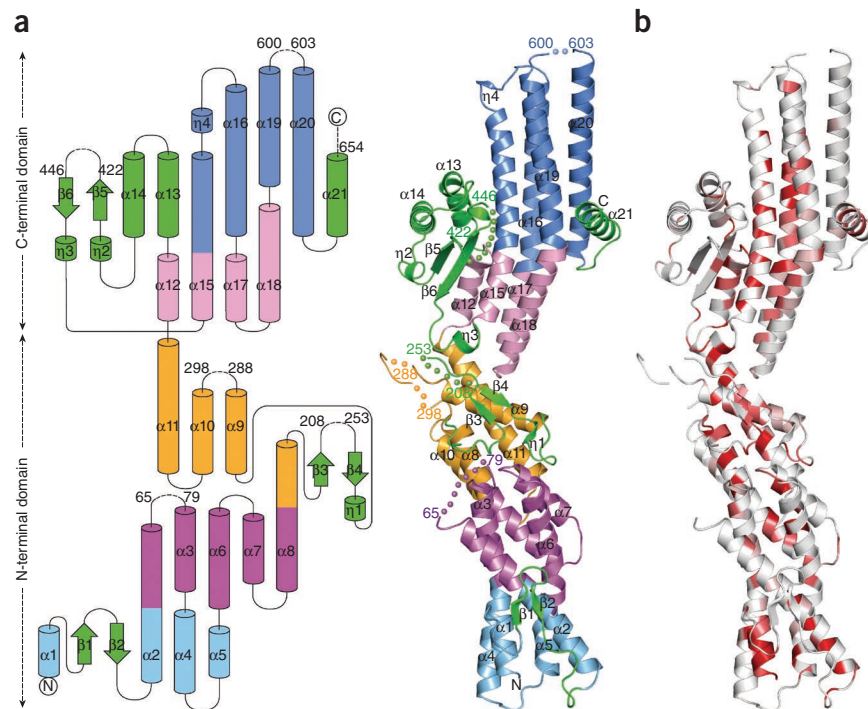 a
b
C-terminal domain
N-terminal domain
600 603
η4
α16
α19
α20
C
654
446
422
β6
β5
α14
α13
α21
η3
η2
α12
α15
α17
α18
298 288
α11
α10
α9
208 253
β3
β4
η1
65 79
α3
α6
α7
α8
α1
N
β1
β2
α2
α4
α5
600 603
η4
α20
α13
α19
α14
446
C
α21
422
α16
η2
β5
β6
α15
α17
α12
α18
η3
253
288
β4
208
α9
298
β3
η1
α10
α8
α11
79
65
α3
α7
α6
β2
β1
α1
α2
α5
α4
N